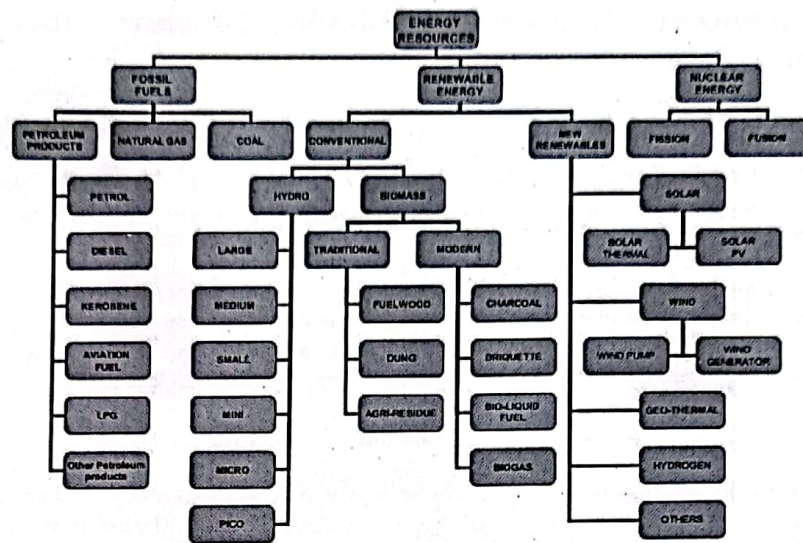 ENERGY
RESOURCES
FOSSIL
FUELS
RENEWABLE
ENERGY
NUCLEAR
ENERGY
PETROLEUM
PRODUCTS
NATURAL GAS
COAL
CONVENTIONAL
NEW
RENEWABLES
FISSION
FUSION
PETROL
HYDRO
BIOMASS
SOLAR
DIESEL
LARGE
TRADITIONAL
MODERN
SOLAR
THERMAL
SOLAR
PV
KEROSENE
MEDIUM
FUELWOOD
CHARCOAL
WIND
AVIATION
FUEL
SMALL
DUNG
BRIQUETTE
WIND PUMP
WIND
GENERATOR
LPG
MINI
AGRI-RESIDUE
BIO-LIQUID
FUEL
GEO-THERMAL
Other Petroleum
products
MICRO
BIOGAS
HYDROGEN
PICO
OTHERS